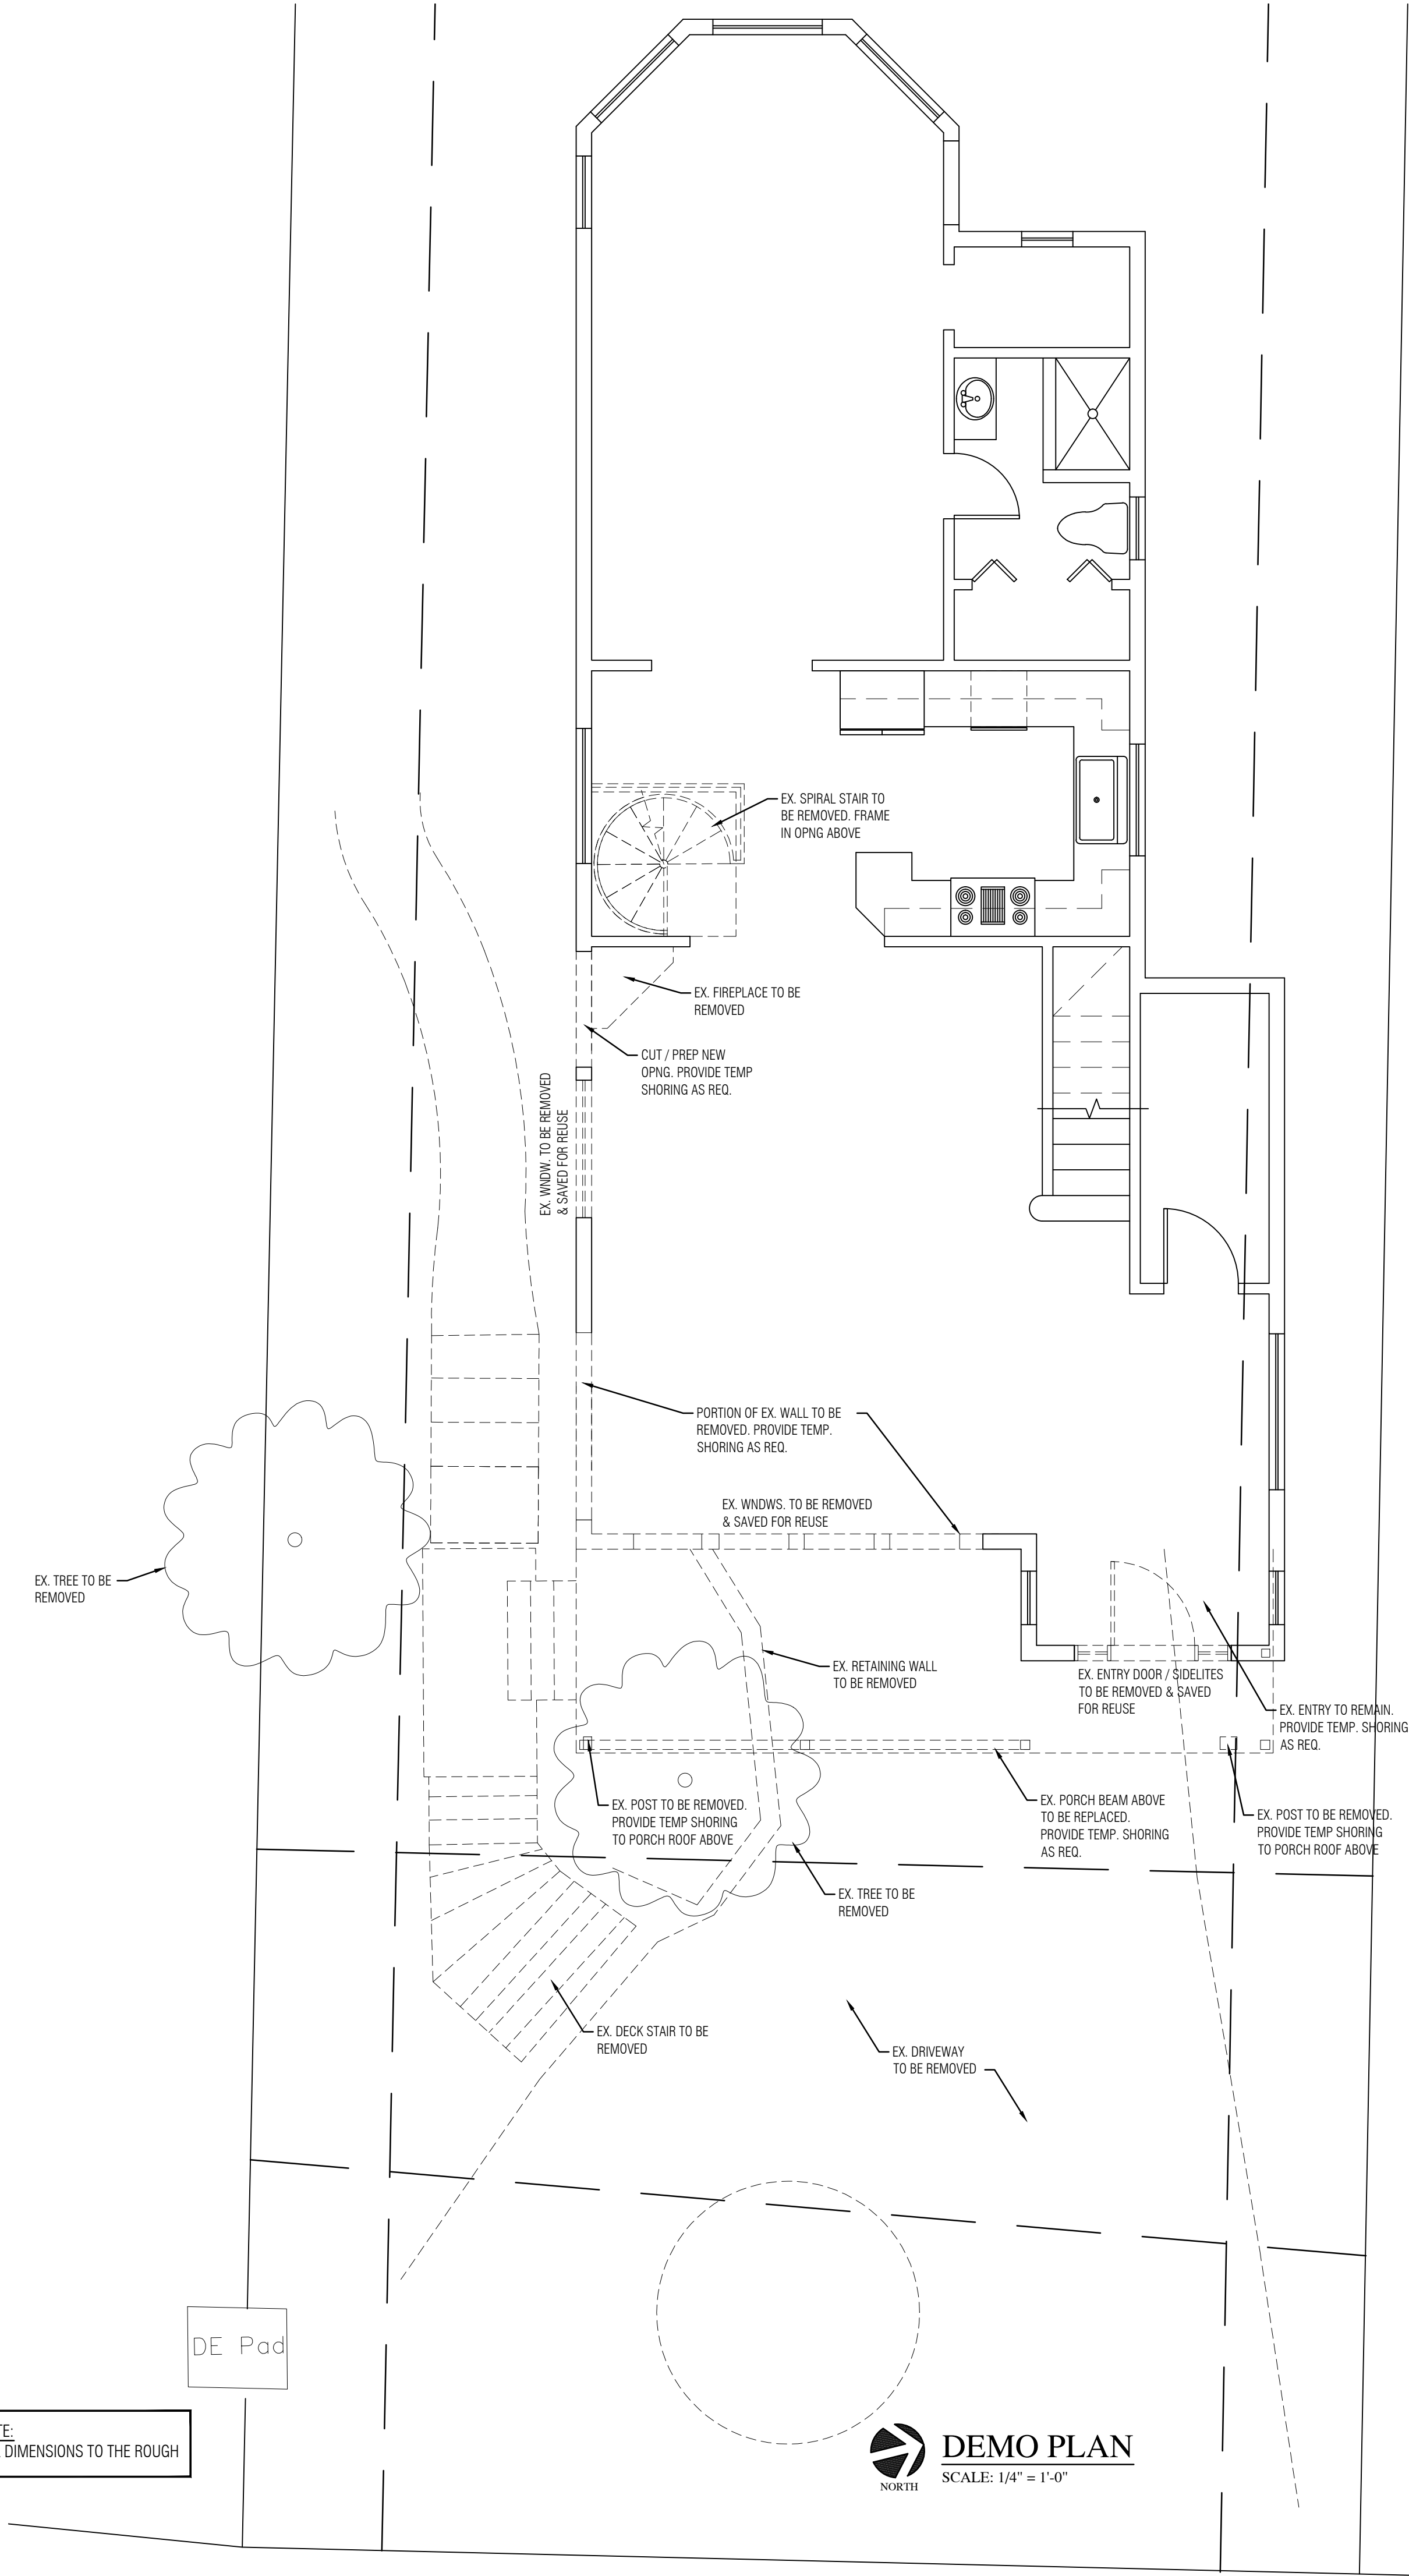 EX. SPIRAL STAIR TO
BE REMOVED. FRAME
IN OPNG ABOVE
EX. FIREPLACE TO BE
REMOVED
CUT / PREP NEW
OPNG. PROVIDE TEMP
SHORING AS REQ.
EX. WNDW. TO BE REMOVED
& SAVED FOR REUSE
PORTION OF EX. WALL TO BE
REMOVED. PROVIDE TEMP.
SHORING AS REQ.
EX. WNDWS. TO BE REMOVED
& SAVED FOR REUSE
EX. TREE TO BE
REMOVED
EX. RETAINING WALL
TO BE REMOVED
EX. ENTRY DOOR / SIDELITES
TO BE REMOVED & SAVED
FOR REUSE
EX. ENTRY TO REMAIN.
PROVIDE TEMP. SHORING
AS REQ.
EX. POST TO BE REMOVED.
PROVIDE TEMP SHORING
TO PORCH ROOF ABOVE
EX. PORCH BEAM ABOVE
TO BE REPLACED.
PROVIDE TEMP. SHORING
AS REQ.
EX. POST TO BE REMOVED.
PROVIDE TEMP SHORING
TO PORCH ROOF ABOVE
EX. TREE TO BE
REMOVED
EX. DECK STAIR TO BE
REMOVED
EX. DRIVEWAY
TO BE REMOVED
DE Pad
TE:
DIMENSIONS TO THE ROUGH
NORTH
DEMO PLAN
SCALE: 1/4" = 1'-0"